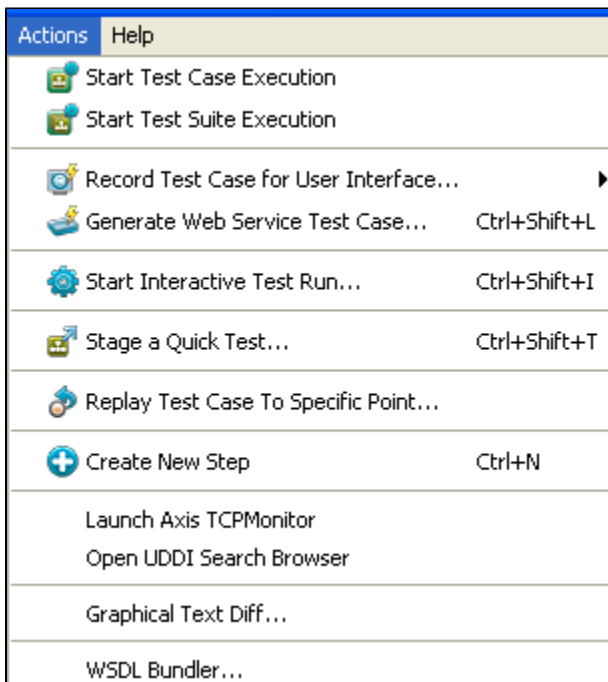 Actions Help
Start Test Case Execution
Start Test Suite Execution
Record Test Case for User Interface...
Generate Web Service Test Case... Ctrl+Shift+L
Start Interactive Test Run... Ctrl+Shift+I
Stage a Quick Test... Ctrl+Shift+T
Replay Test Case To Specific Point...
Create New Step Ctrl+N
Launch Axis TCPMonitor
Open UDDI Search Browser
Graphical Text Diff...
WSDL Bundler...